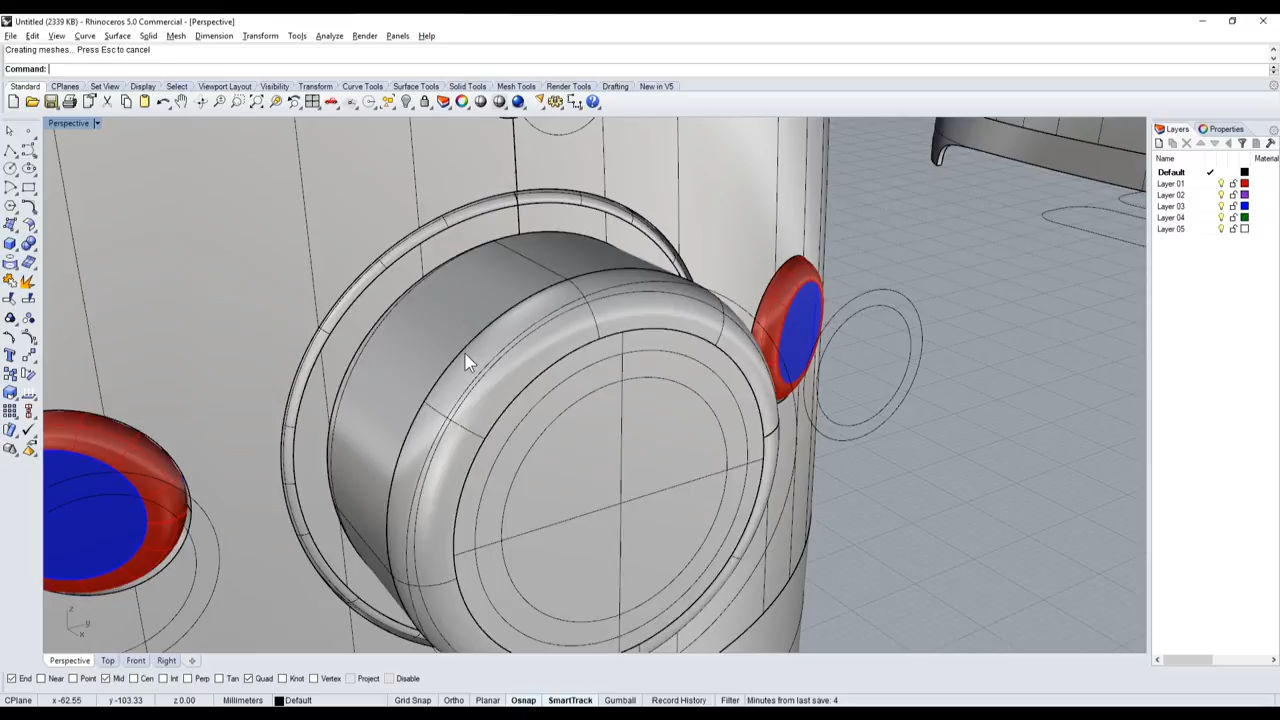 Untitled (2339 KB) - Rhinoceros 5.0 Commercial - [Perspective]
File Edit View Curve Surface Solid Mesh Dimension Transform Tools Analyze Render Panels Help
Creating meshes... Press Esc to cancel
Command:
Standard CPlanes Set View Display Select Viewport Layout Visibility Transform Curve Tools Surface Tools Solid Tools Mesh Tools Render Tools Drafting New in V5
Perspective
Layers Properties
Name Material
Default
Layer 01
Layer 02
Layer 03
Layer 04
Layer 05
z
y
x
Perspective Top Front Right
End Near Point Mid Cen Int Perp Tan Quad Knot Vertex Project Disable
CPlane x -62.55 y -103.33 z 0.00 Millimeters Default Grid Snap Ortho Planar Osnap SmartTrack Gumball Record History Filter Minutes from last save: 4